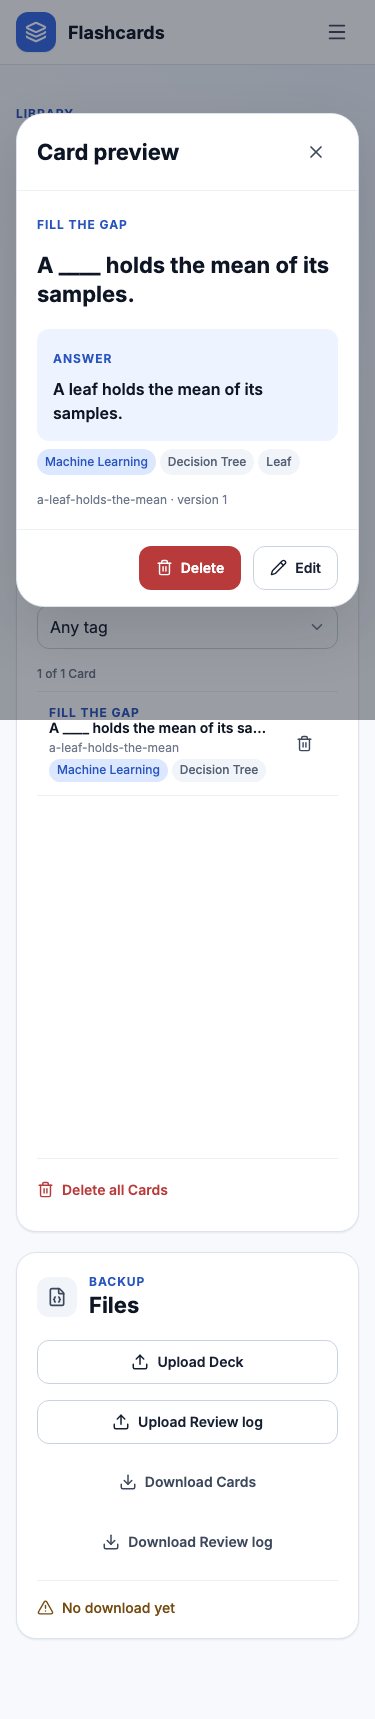 Flashcards
LIBRARY
Card preview
FILL THE GAP
A ____ holds the mean of its
samples.
ANSWER
A leaf holds the mean of its
samples.
Machine Learning Decision Tree Leaf
a-leaf-holds-the-mean · version 1
Delete Edit
Any tag
1 of 1 Card
FILL THE GAP
A ____ holds the mean of its sa...
a-leaf-holds-the-mean
Machine Learning Decision Tree
Delete all Cards
BACKUP
Files
Upload Deck
Upload Review log
Download Cards
Download Review log
No download yet